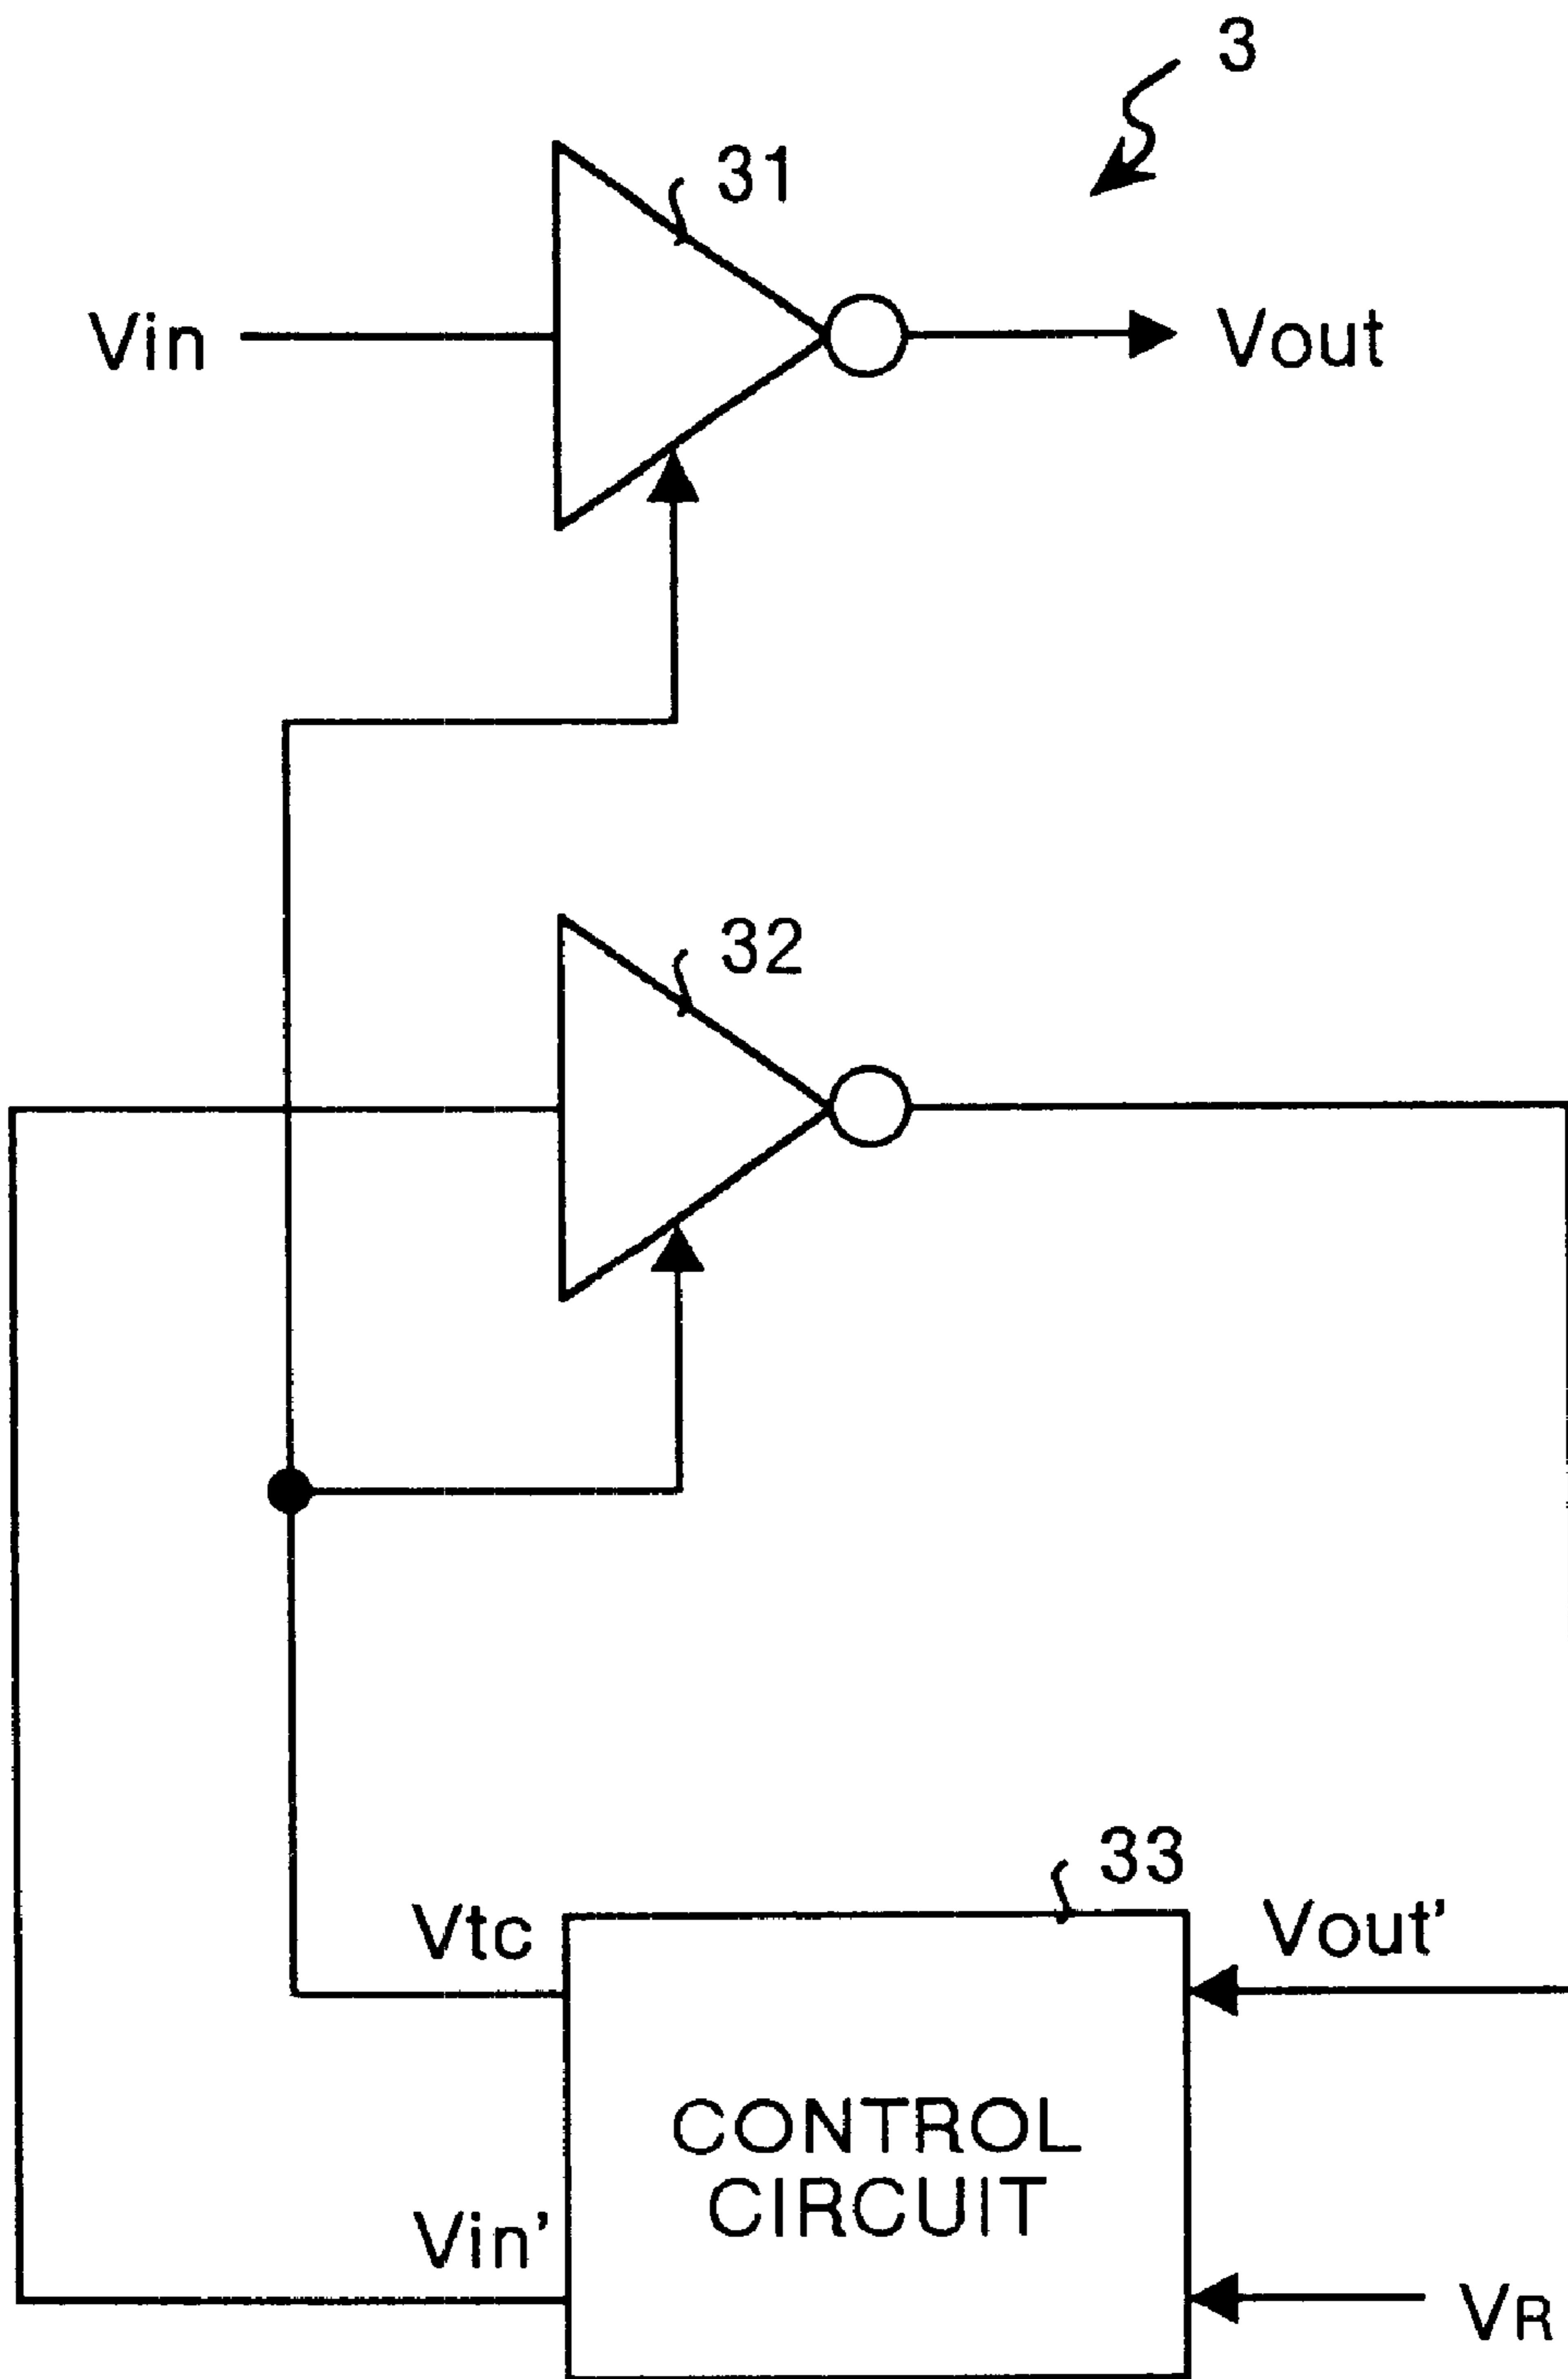 3
31
Vin
Vout
32
33
Vtc
Vout'
CONTROL
CIRCUIT
Vin'
VR